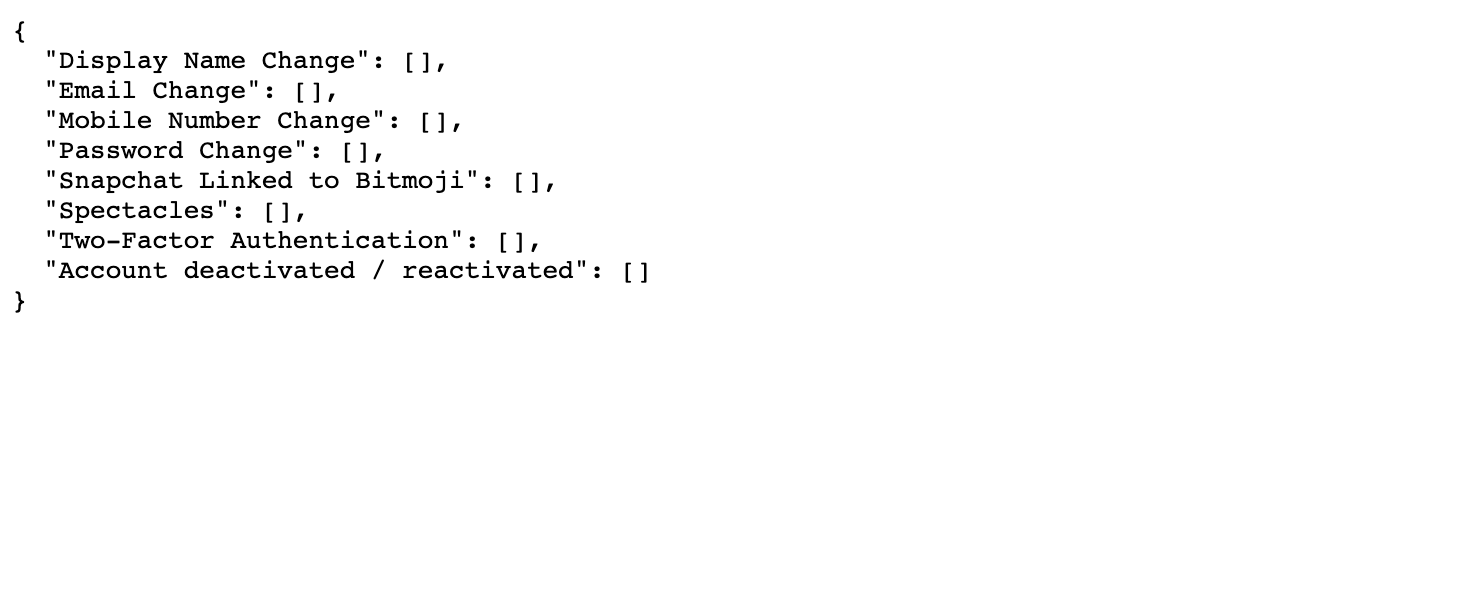 {
  "Display Name Change": [],
  "Email Change": [],
  "Mobile Number Change": [],
  "Password Change": [],
  "Snapchat Linked to Bitmoji": [],
  "Spectacles": [],
  "Two-Factor Authentication": [],
  "Account deactivated / reactivated": []
}